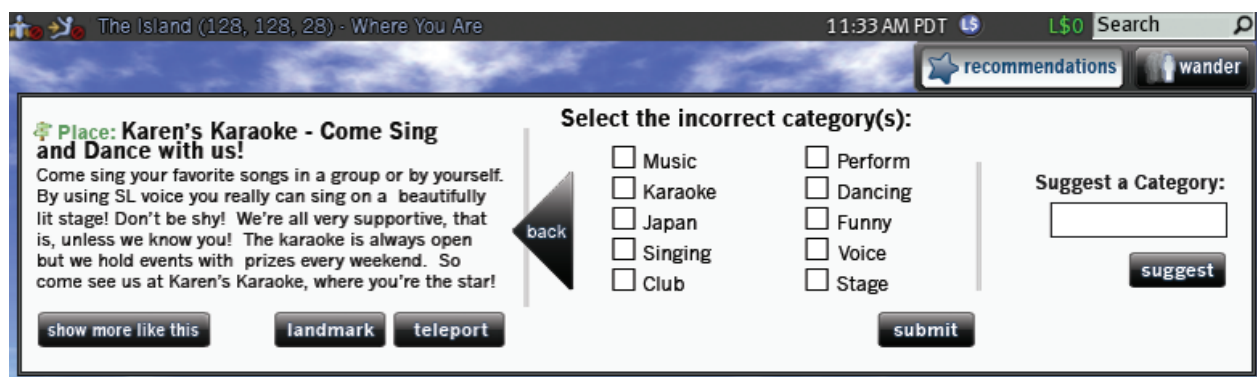 The Island (128, 128, 28) - Where You Are
11:33 AM PDT
L$
L$0
Search
recommendations
wander
Place: Karen's Karaoke - Come Sing
and Dance with us!
Come sing your favorite songs in a group or by yourself.
By using SL voice you really can sing on a beautifully
lit stage! Don't be shy! We're all very supportive, that
is, unless we know you! The karaoke is always open
but we hold events with prizes every weekend. So
come see us at Karen's Karaoke, where you're the star!
show more like this
landmark
teleport
back
Select the incorrect category(s):
Music
Karaoke
Japan
Singing
Club
Perform
Dancing
Funny
Voice
Stage
submit
Suggest a Category:
suggest